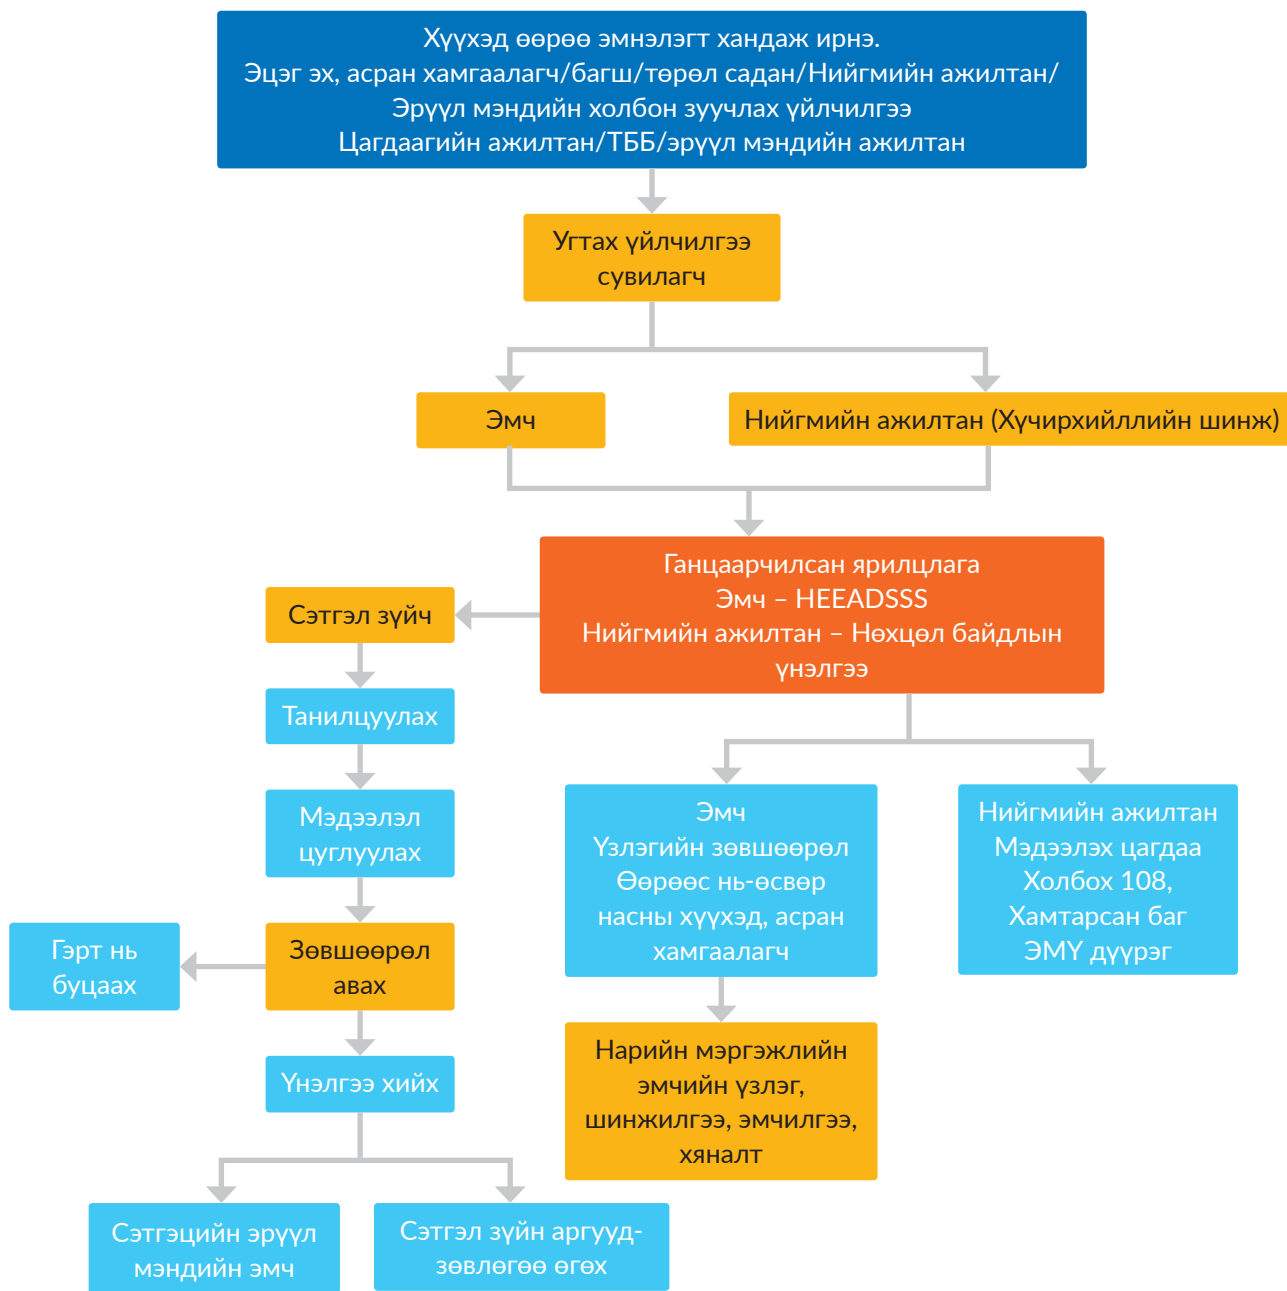 Хүүхэд өөрөө эмнэлэгт хандаж ирнэ.
Эцэг эх, асран хамгаалагч/багш/төрөл садан/Нийгмийн ажилтан/
Эрүүл мэндийн холбон зуучлах үйлчилгээ
Цагдаагийн ажилтан/ТББ/эрүүл мэндийн ажилтан
Угтах үйлчилгээ
сувилагч
Эмч
Нийгмийн ажилтан (Хүчирхийллийн шинж)
Ганцаарчилсан ярилцлага
Эмч – HEEADSSS
Нийгмийн ажилтан – Нөхцөл байдлын
үнэлгээ
Сэтгэл зүйч
Танилцуулах
Мэдээлэл
цуглуулах
Зөвшөөрөл
авах
Гэрт нь
буцаах
Үнэлгээ хийх
Сэтгэцийн эрүүл
мэндийн эмч
Сэтгэл зүйн аргууд-
зөвлөгөө өгөх
Эмч
Үзлэгийн зөвшөөрөл
Өөрөөс нь-өсвөр
насны хүүхэд, асран
хамгаалагч
Нарийн мэргэжлийн
эмчийн үзлэг,
шинжилгээ, эмчилгээ,
хяналт
Нийгмийн ажилтан
Мэдээлэх цагдаа
Холбох 108,
Хамтарсан баг
ЭМҮ дүүрэг